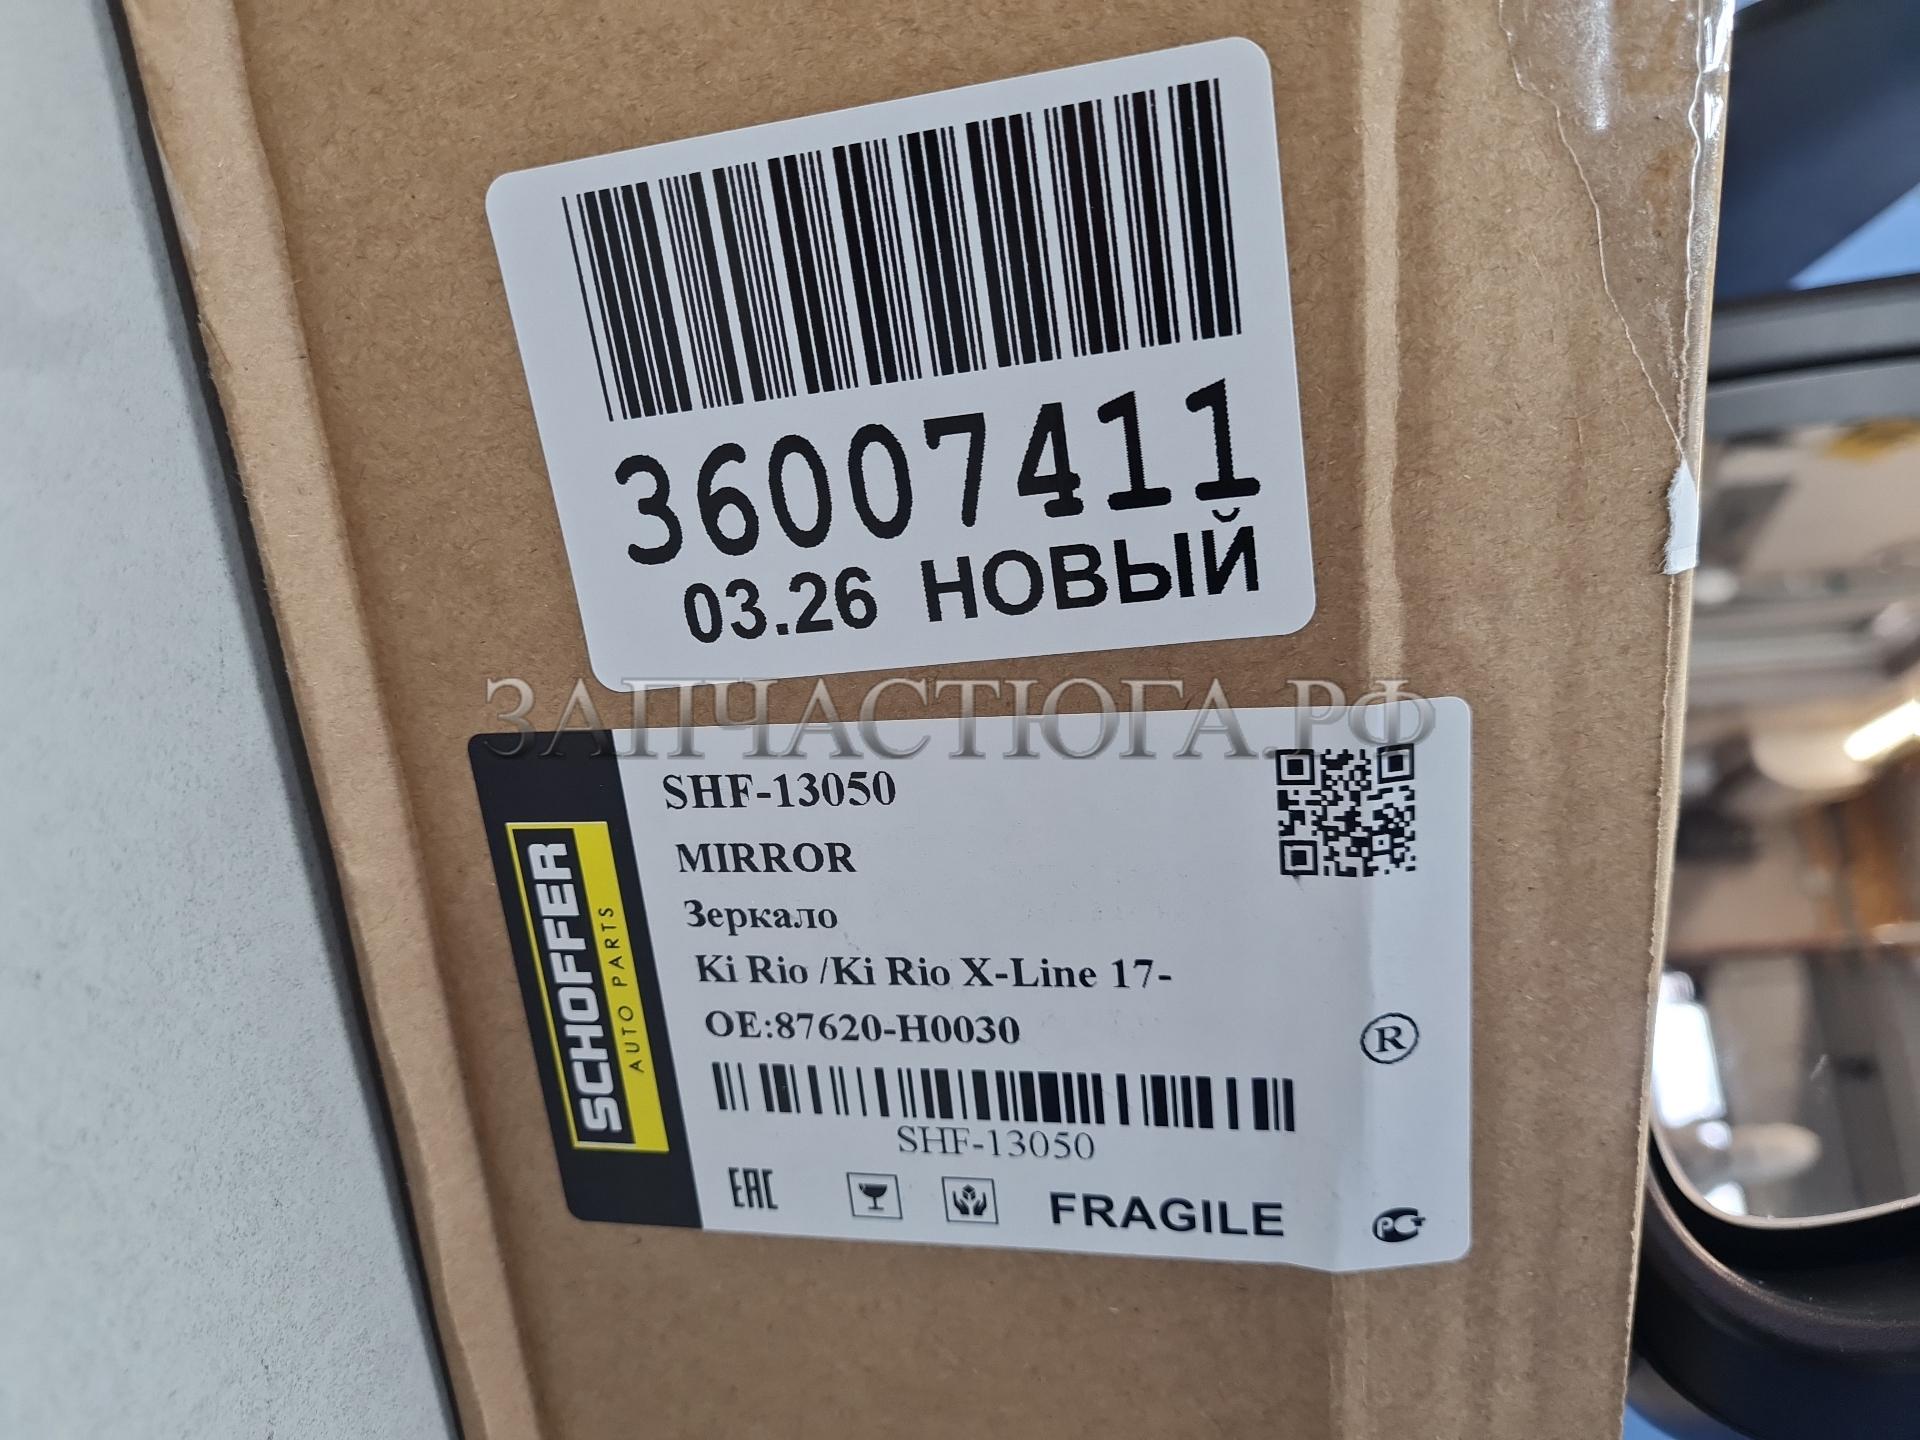 36007411
03.26 НОВЫЙ
ЗАПЧАСТЮГА.РФ
SHF-13050
MIRROR
Зеркало
Ki Rio /Ki Rio X-Line 17-
OE:87620-H0030
®
SHF-13050
EAC
FRAGILE
РСТ
SCHOFFER
AUTO PARTS